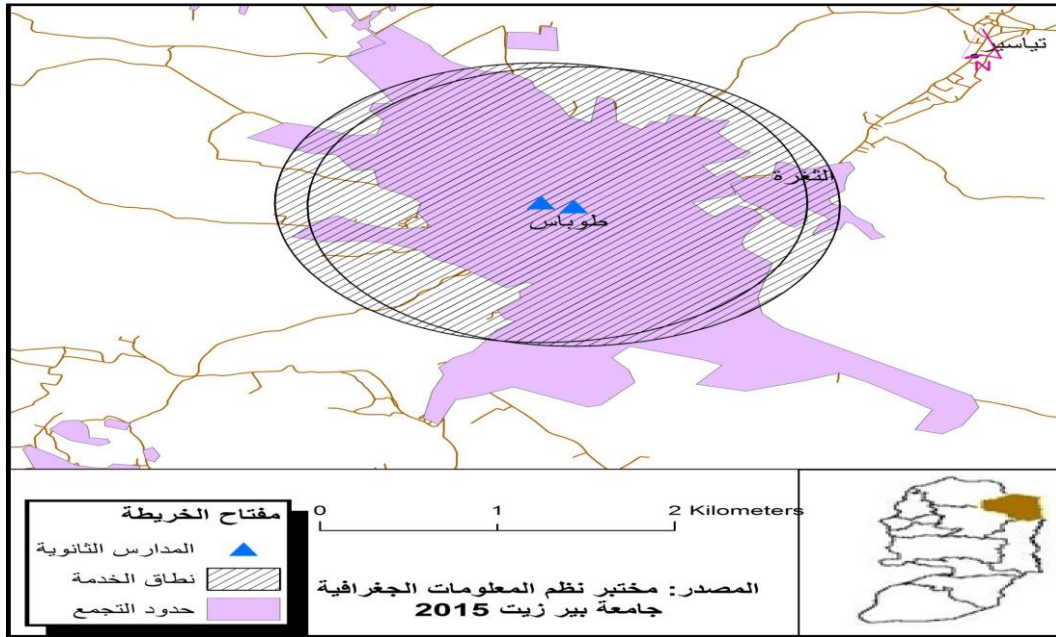 تياسير
N
الثغرة
طوباس
مفتاح الخريطة
المدارس الثانوية
نطاق الخدمة
حدود التجمع
0 1 2 Kilometers
المصدر: مختبر نظم المعلومات الجغرافية
جامعة بير زيت 2015